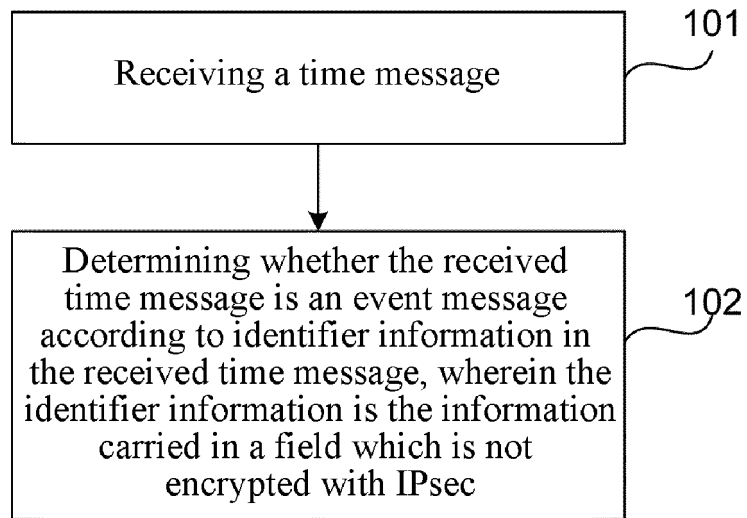 101
Receiving a time message
Determining whether the received
time message is an event message
according to identifier information in
the received time message, wherein the
identifier information is the information
carried in a field which is not
encrypted with IPsec
102